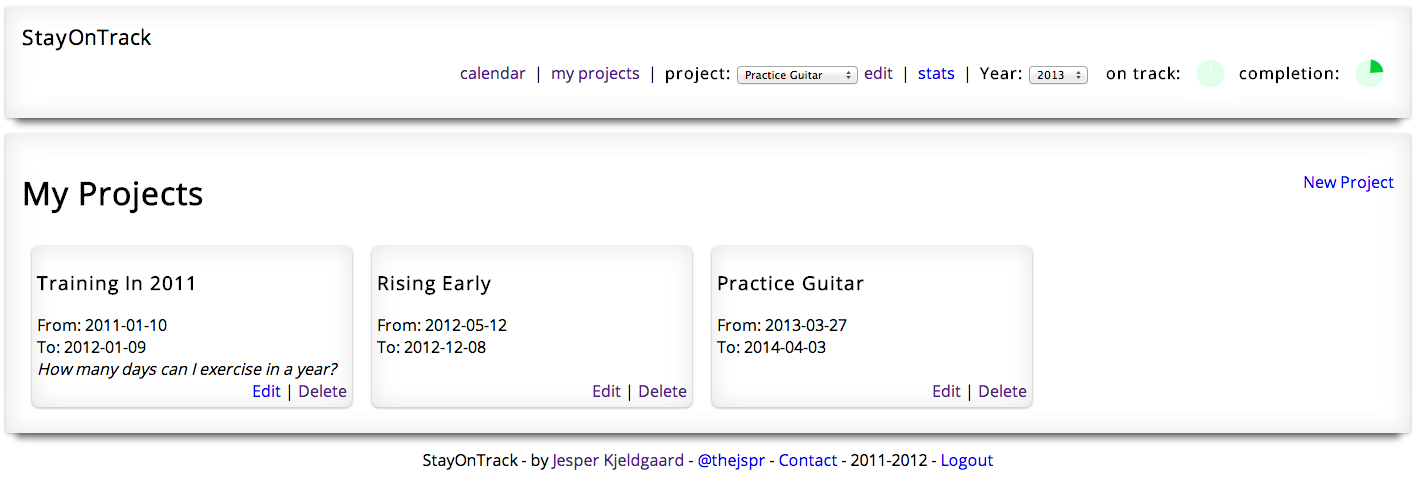 StayOnTrack
calendar | my projects | project: Practice Guitar edit | stats | Year: 2013 on track: completion:
My Projects
New Project
Training In 2011
From: 2011-01-10
To: 2012-01-09
How many days can I exercise in a year?
Edit | Delete
Rising Early
From: 2012-05-12
To: 2012-12-08
Edit | Delete
Practice Guitar
From: 2013-03-27
To: 2014-04-03
Edit | Delete
StayOnTrack - by Jesper Kjeldgaard - @thejspr - Contact - 2011-2012 - Logout